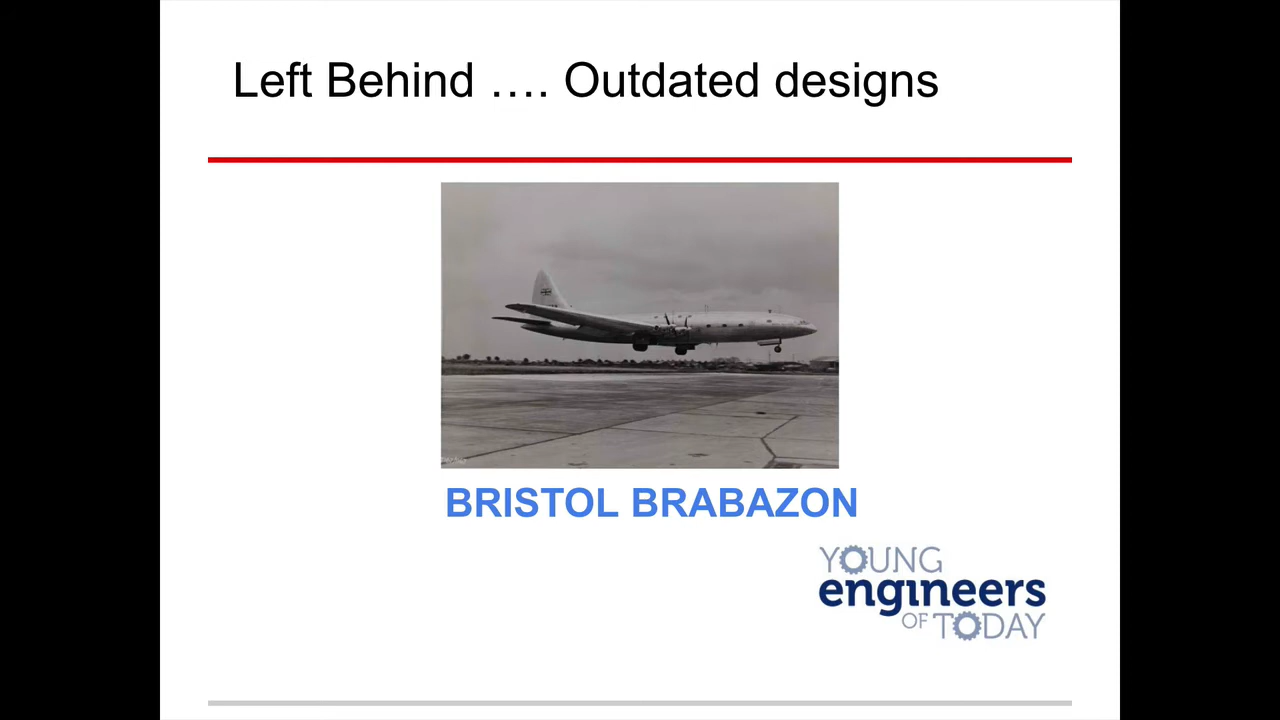 Left Behind .... Outdated designs
BRISTOL BRABAZON
YOUNG
engineers
OF TODAY